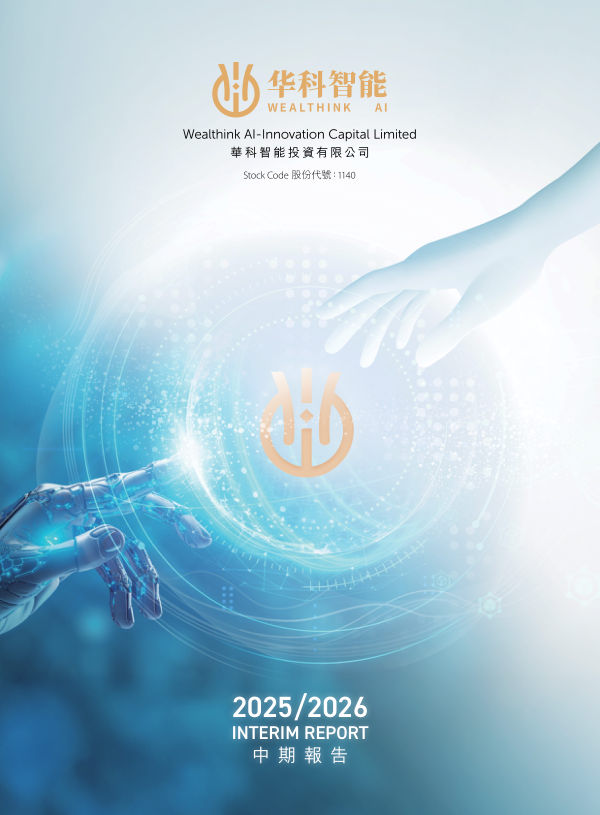 华科智能
WEALTHINK AI
Wealthink AI-Innovation Capital Limited
華科智能投資有限公司
Stock Code 股份代號：1140
2025/2026
INTERIM REPORT
中期報告